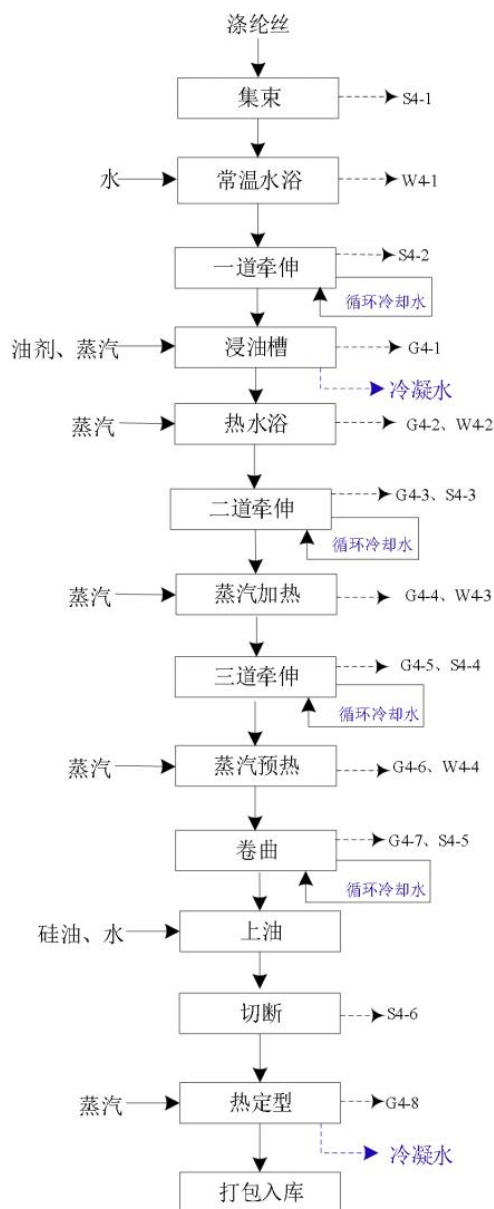 涤纶丝
集束
S4-1
水
常温水浴
W4-1
一道牵伸
S4-2
循环冷却水
油剂、蒸汽
浸油槽
G4-1
冷凝水
蒸汽
热水浴
G4-2、W4-2
二道牵伸
G4-3、S4-3
循环冷却水
蒸汽
蒸汽加热
G4-4、W4-3
三道牵伸
G4-5、S4-4
循环冷却水
蒸汽
蒸汽预热
G4-6、W4-4
卷曲
G4-7、S4-5
循环冷却水
硅油、水
上油
切断
S4-6
蒸汽
热定型
G4-8
冷凝水
打包入库